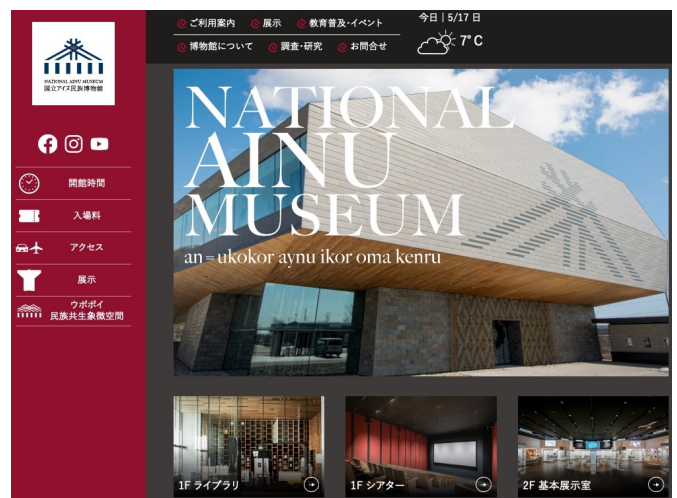 NATIONAL AINU MUSEUM
国立アイヌ民族博物館
開館時間
入場料
アクセス
展示
ウポポイ
民族共生象徴空間
ご利用案内 展示 教育普及・イベント
博物館について 調査・研究 お問合せ
今日 | 5/17 日
7° C
NATIONAL
AINU
MUSEUM
an=ukokor aynu ikor oma kenru
1F ライブラリ
1F シアター
2F 基本展示室